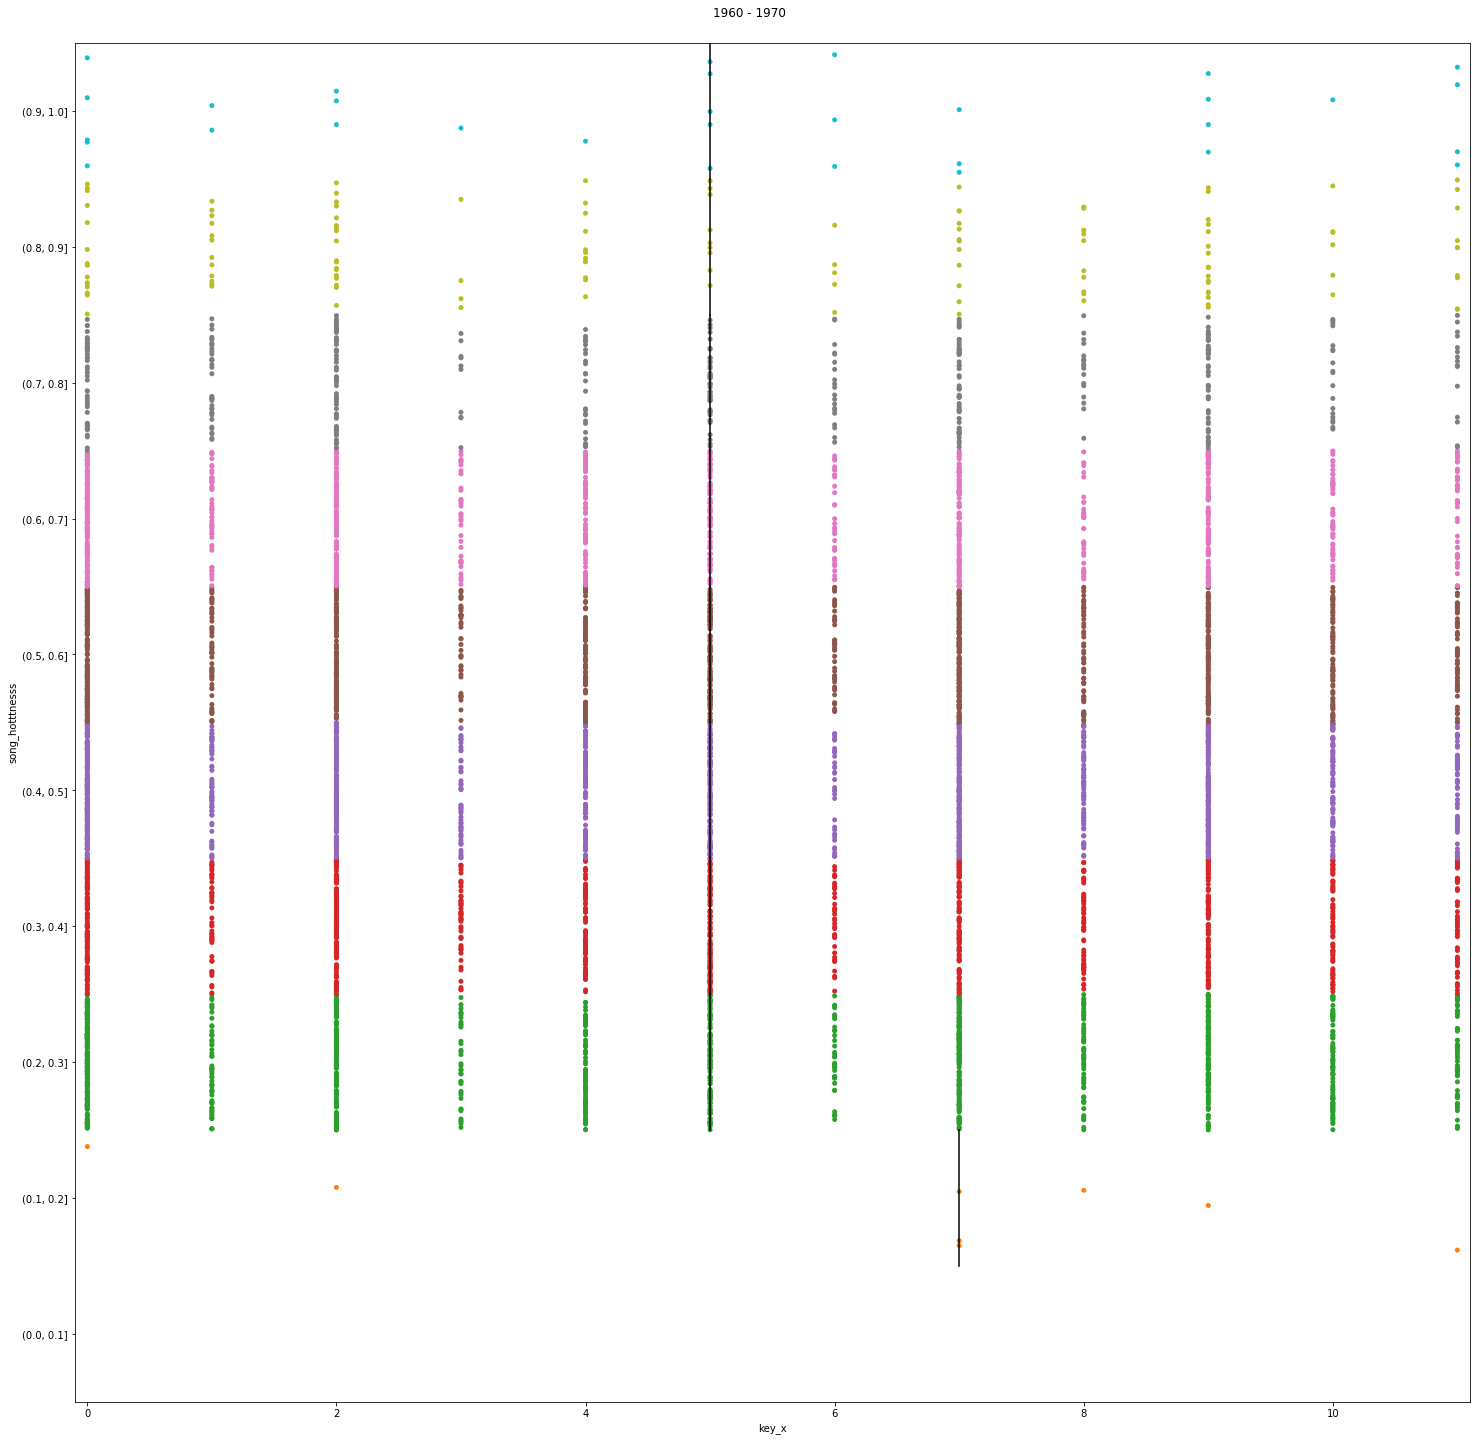 1960 - 1970
(0.9, 1.0]
(0.8, 0.9]
(0.7, 0.8]
(0.6, 0.7]
(0.5, 0.6]
(0.4, 0.5]
(0.3, 0.4]
(0.2, 0.3]
(0.1, 0.2]
(0.0, 0.1]
song_hotttnesss
0 2 4 6 8 10
key_x